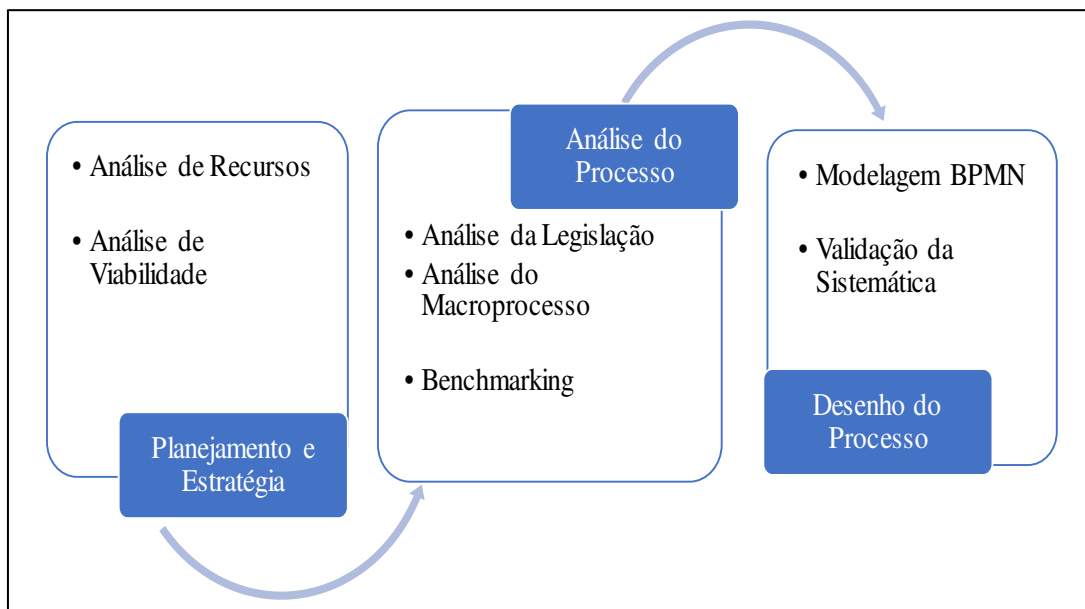 • Análise de Recursos
• Análise de
Viabilidade
Planejamento e
Estratégia
Análise do
Processo
• Análise da Legislação
• Análise do
Macroprocesso
• Benchmarking
• Modelagem BPMN
• Validação da
Sistemática
Desenho do
Processo